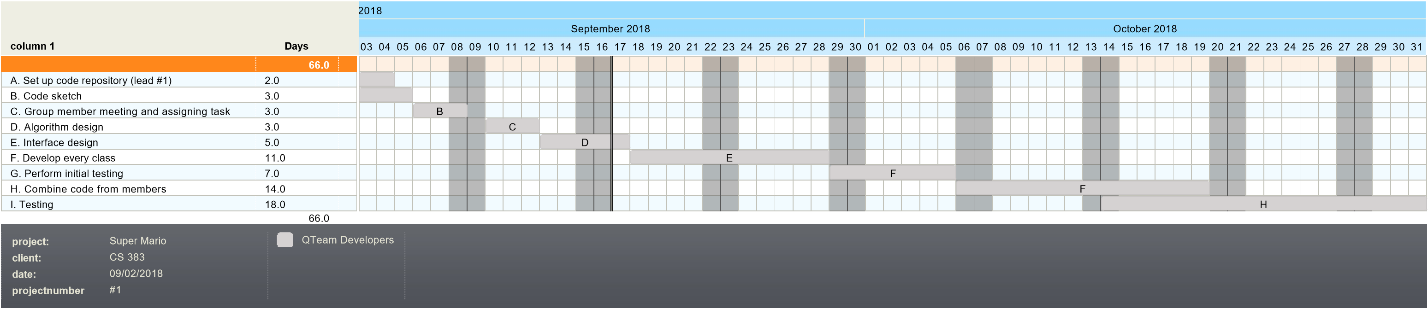 2018
September 2018 October 2018
column 1 Days 03 04 05 06 07 08 09 10 11 12 13 14 15 16 17 18 19 20 21 22 23 24 25 26 27 28 29 30 01 02 03 04 05 06 07 08 09 10 11 12 13 14 15 16 17 18 19 20 21 22 23 24 25 26 27 28 29 30 31
66.0
A. Set up code repository (lead #1) 2.0
B. Code sketch 3.0
C. Group member meeting and assigning task 3.0 B
D. Algorithm design 3.0 C
E. Interface design 5.0 D
F. Develop every class 11.0 E
G. Perform initial testing 7.0 F
H. Combine code from members 14.0 F
I. Testing 18.0 H
66.0
project: Super Mario QTeam Developers
client: CS 383
date: 09/02/2018
projectnumber #1